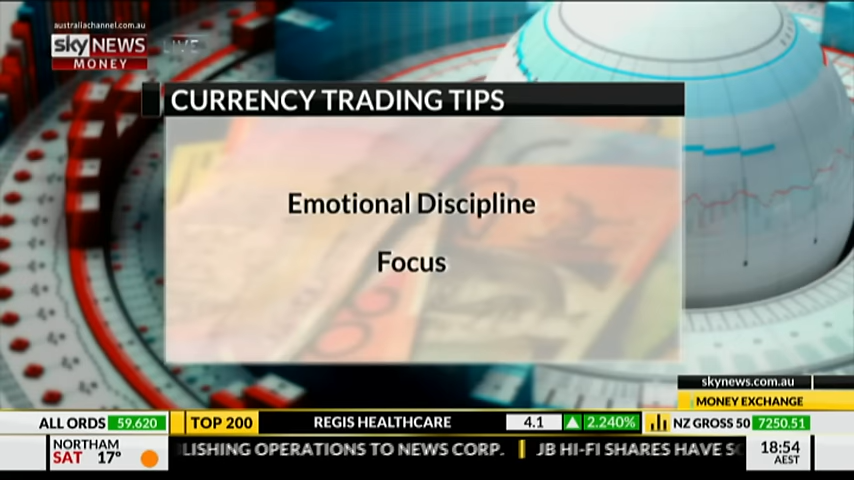 australiachannel.com.au
sky NEWS LIVE
MONEY
CURRENCY TRADING TIPS
Emotional Discipline
Focus
skynews.com.au
MONEY EXCHANGE
ALL ORDS 59.620 TOP 200 REGIS HEALTHCARE 4.1 2.240% NZ GROSS 50 7250.51
NORTHAM
SAT 17° LISHING OPERATIONS TO NEWS CORP. JB HI-FI SHARES HAVE 18:54
AEST